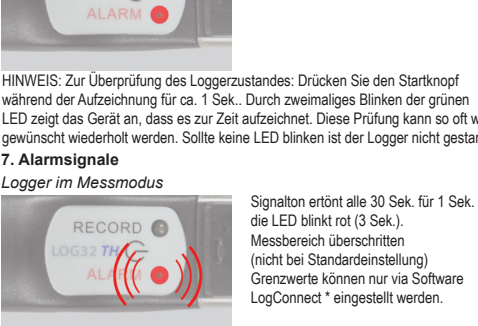 ALARM
HINWEIS: Zur Überprüfung des Loggerzustandes: Drücken Sie den Startknopf
während der Aufzeichnung für ca. 1 Sek.. Durch zweimaliges Blinken der grünen
LED zeigt das Gerät an, dass es zur Zeit aufzeichnet. Diese Prüfung kann so oft
gewünscht wiederholt werden. Sollte keine LED blinken ist der Logger nicht
7. Alarmsignale
Logger im Messmodus
RECORD
LOG32 TH
ALARM
Signalton ertönt alle 30 Sek. für 1 Sek.
die LED blinkt rot (3 Sek.).
Messbereich überschritten
(nicht bei Standardeinstellung)
Grenzwerte können nur via Software
LogConnect * eingestellt werden.